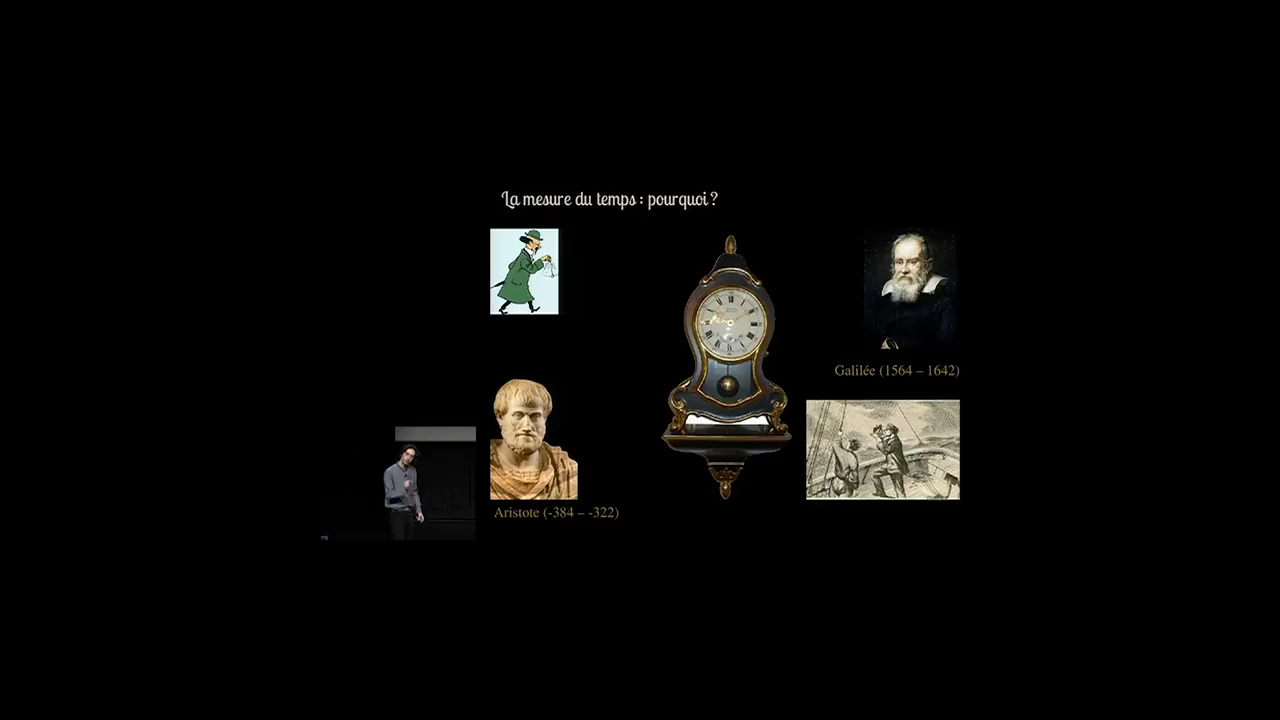 La mesure du temps : pourquoi ?
Galilée (1564 – 1642)
Aristote (-384 – -322)